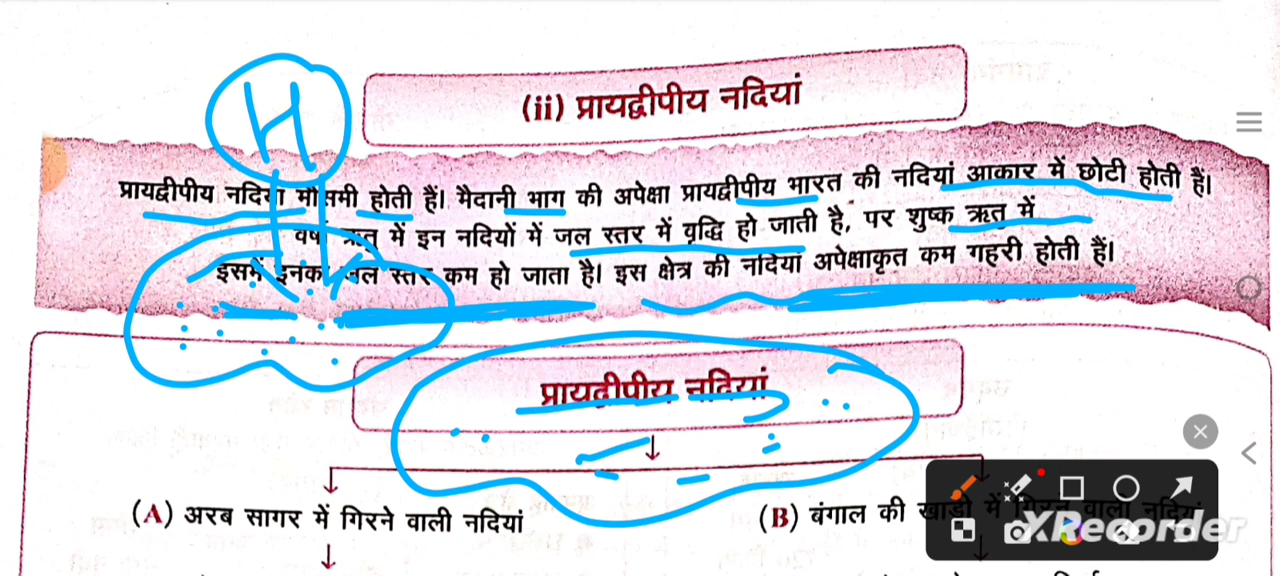 H
(ii) प्रायद्वीपीय नदियां
प्रायद्वीपीय नदियां मौसमी होती हैं। मैदानी भाग की अपेक्षा प्रायद्वीपीय भारत की नदियां आकार में छोटी होती हैं।
वर्षा ऋतु में इन नदियों में जल स्तर में वृद्धि हो जाती है, पर शुष्क ऋतु में
इसमें इनका जल स्तर कम हो जाता है। इस क्षेत्र की नदियां अपेक्षाकृत कम गहरी होती हैं।
प्रायद्वीपीय नदियां
(A) अरब सागर में गिरने वाली नदियां
(B) बंगाल की खाड़ी में गिरने वाली नदियां
XRecorder